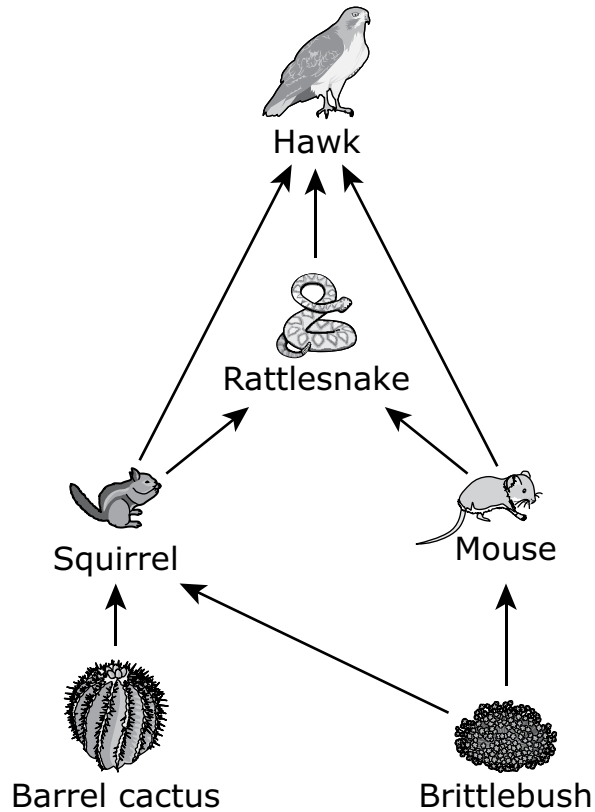 Hawk
Rattlesnake
Squirrel
Mouse
Barrel cactus
Brittlebush